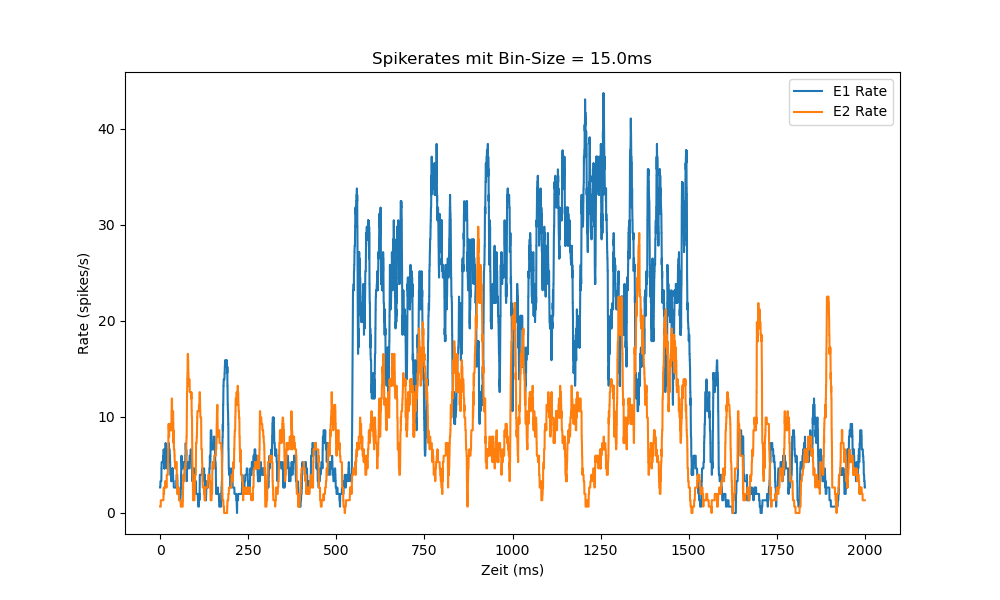 Spikerates mit Bin-Size = 15.0ms
E1 Rate
E2 Rate
Rate (spikes/s)
40
30
20
10
0
0 250 500 750 1000 1250 1500 1750 2000
Zeit (ms)